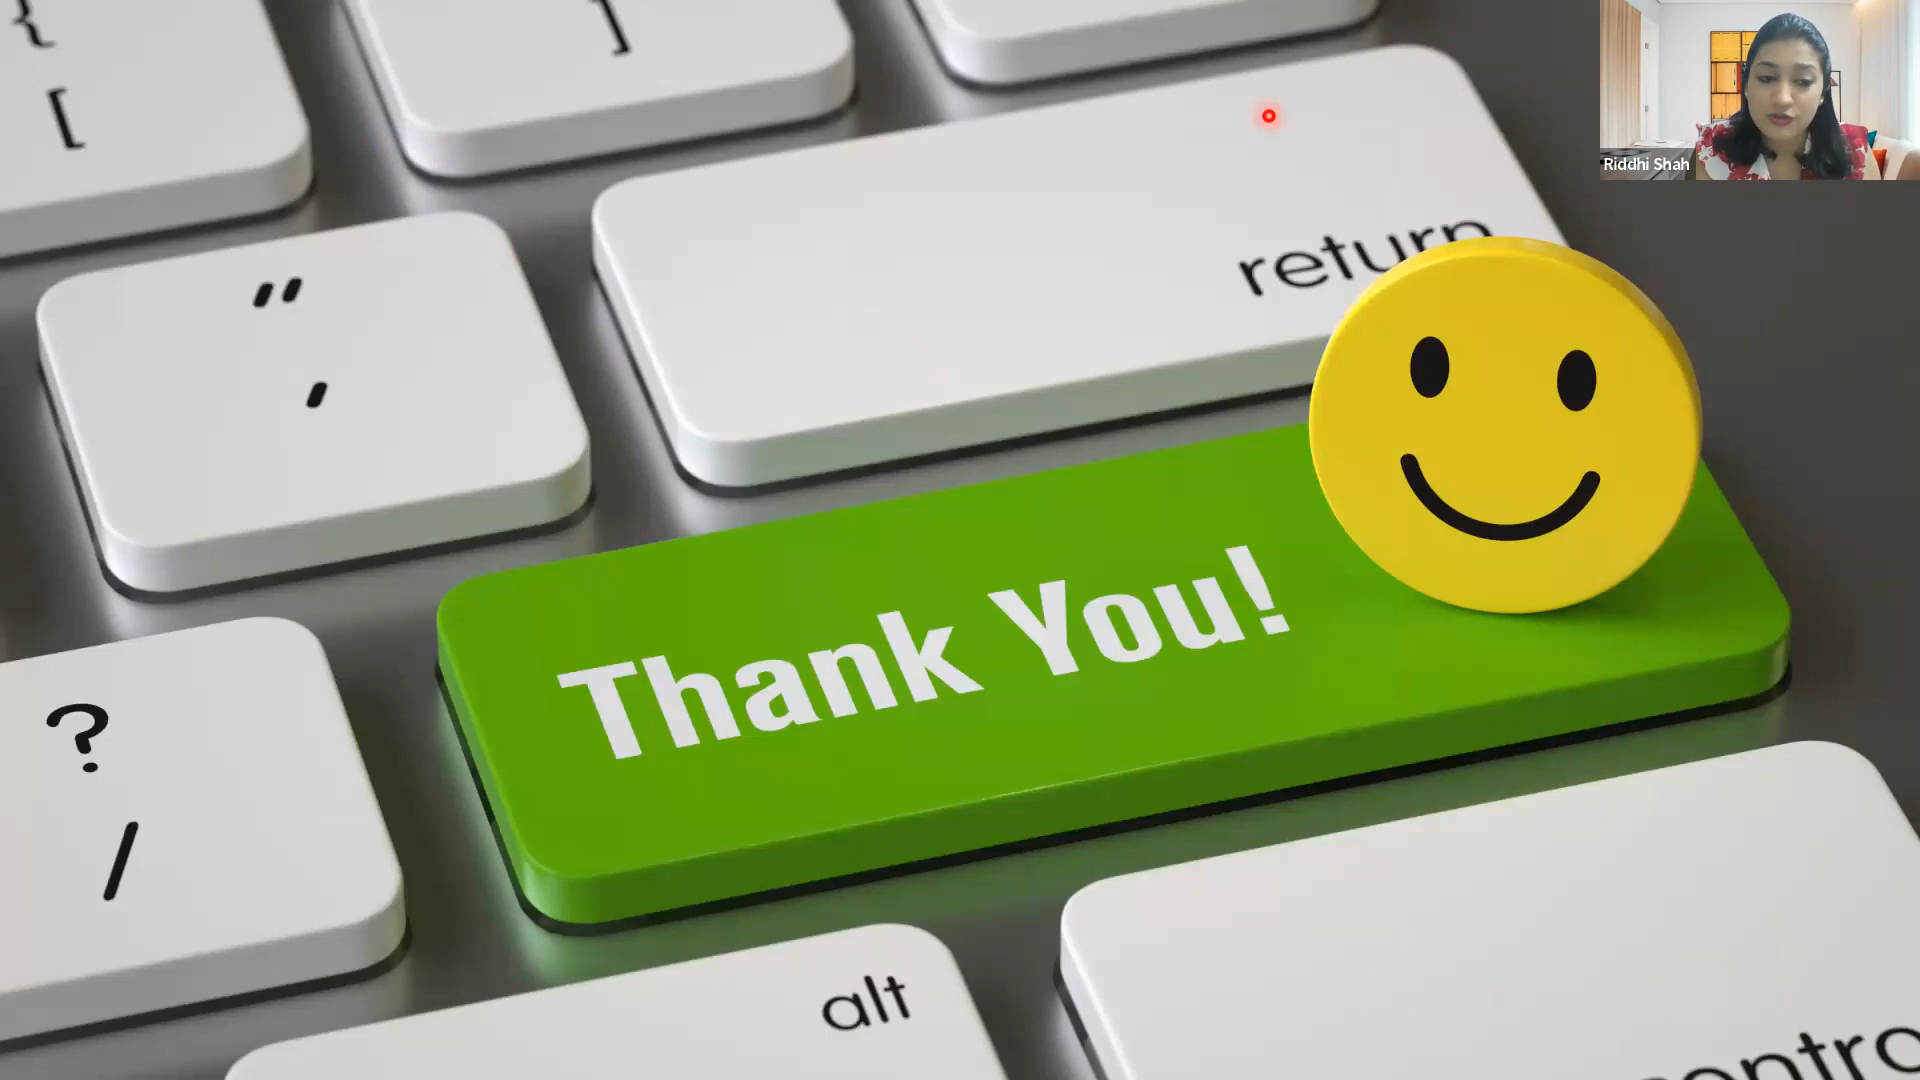 {
[
]
Riddhi Shah
return
"
'
Thank You!
?
/
alt